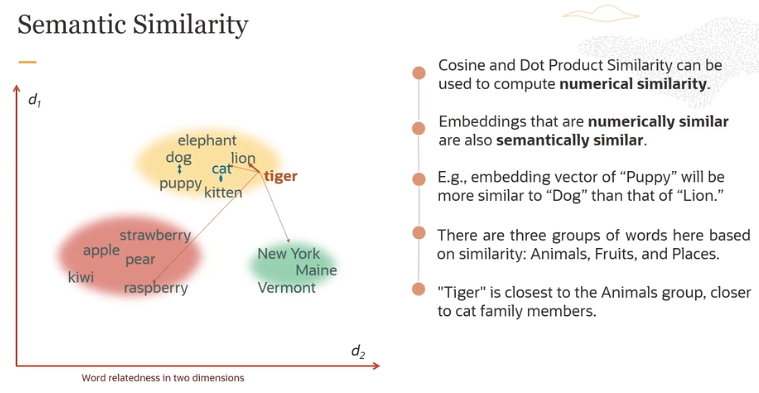 Semantic Similarity
d1
elephant
dog
lion
cat
tiger
puppy
kitten
strawberry
apple
pear
kiwi
raspberry
New York
Maine
Vermont
d2
Word relatedness in two dimensions
Cosine and Dot Product Similarity can be
used to compute numerical similarity.
Embeddings that are numerically similar
are also semantically similar.
E.g., embedding vector of “Puppy” will be
more similar to “Dog” than that of “Lion.”
There are three groups of words here based
on similarity: Animals, Fruits, and Places.
"Tiger" is closest to the Animals group, closer
to cat family members.